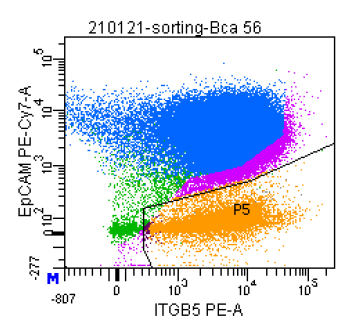 210121-sorting-Bca 56
EpCAM PE-Cy7-A
10^5
10^4
10^3
10^2
0
-277
P5
M
-807
0
10^3
10^4
10^5
ITGB5 PE-A